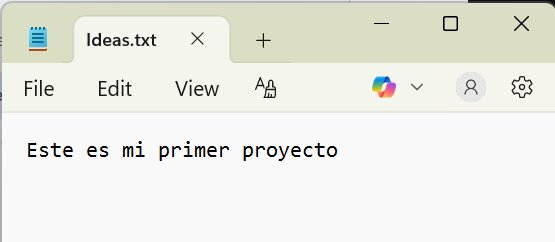 Ideas.txt
File Edit View
Este es mi primer proyecto